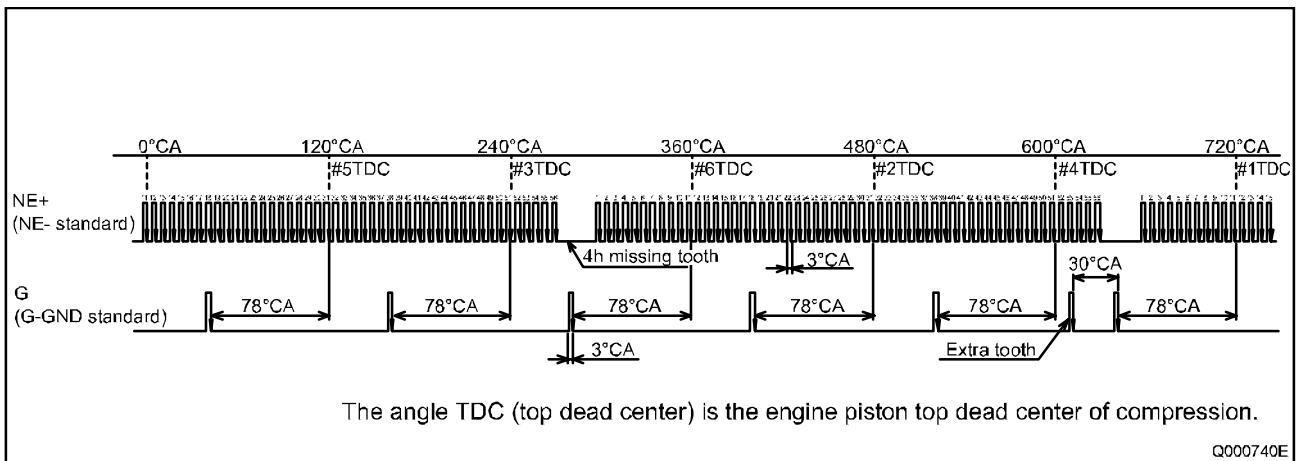 0°CA 120°CA 240°CA 360°CA 480°CA 600°CA 720°CA
#5TDC #3TDC #6TDC #2TDC #4TDC #1TDC
NE+
(NE- standard)
4h missing tooth
3°CA
30°CA
G
(G-GND standard)
78°CA 78°CA 78°CA 78°CA 78°CA 78°CA
3°CA
Extra tooth
The angle TDC (top dead center) is the engine piston top dead center of compression.
Q000740E